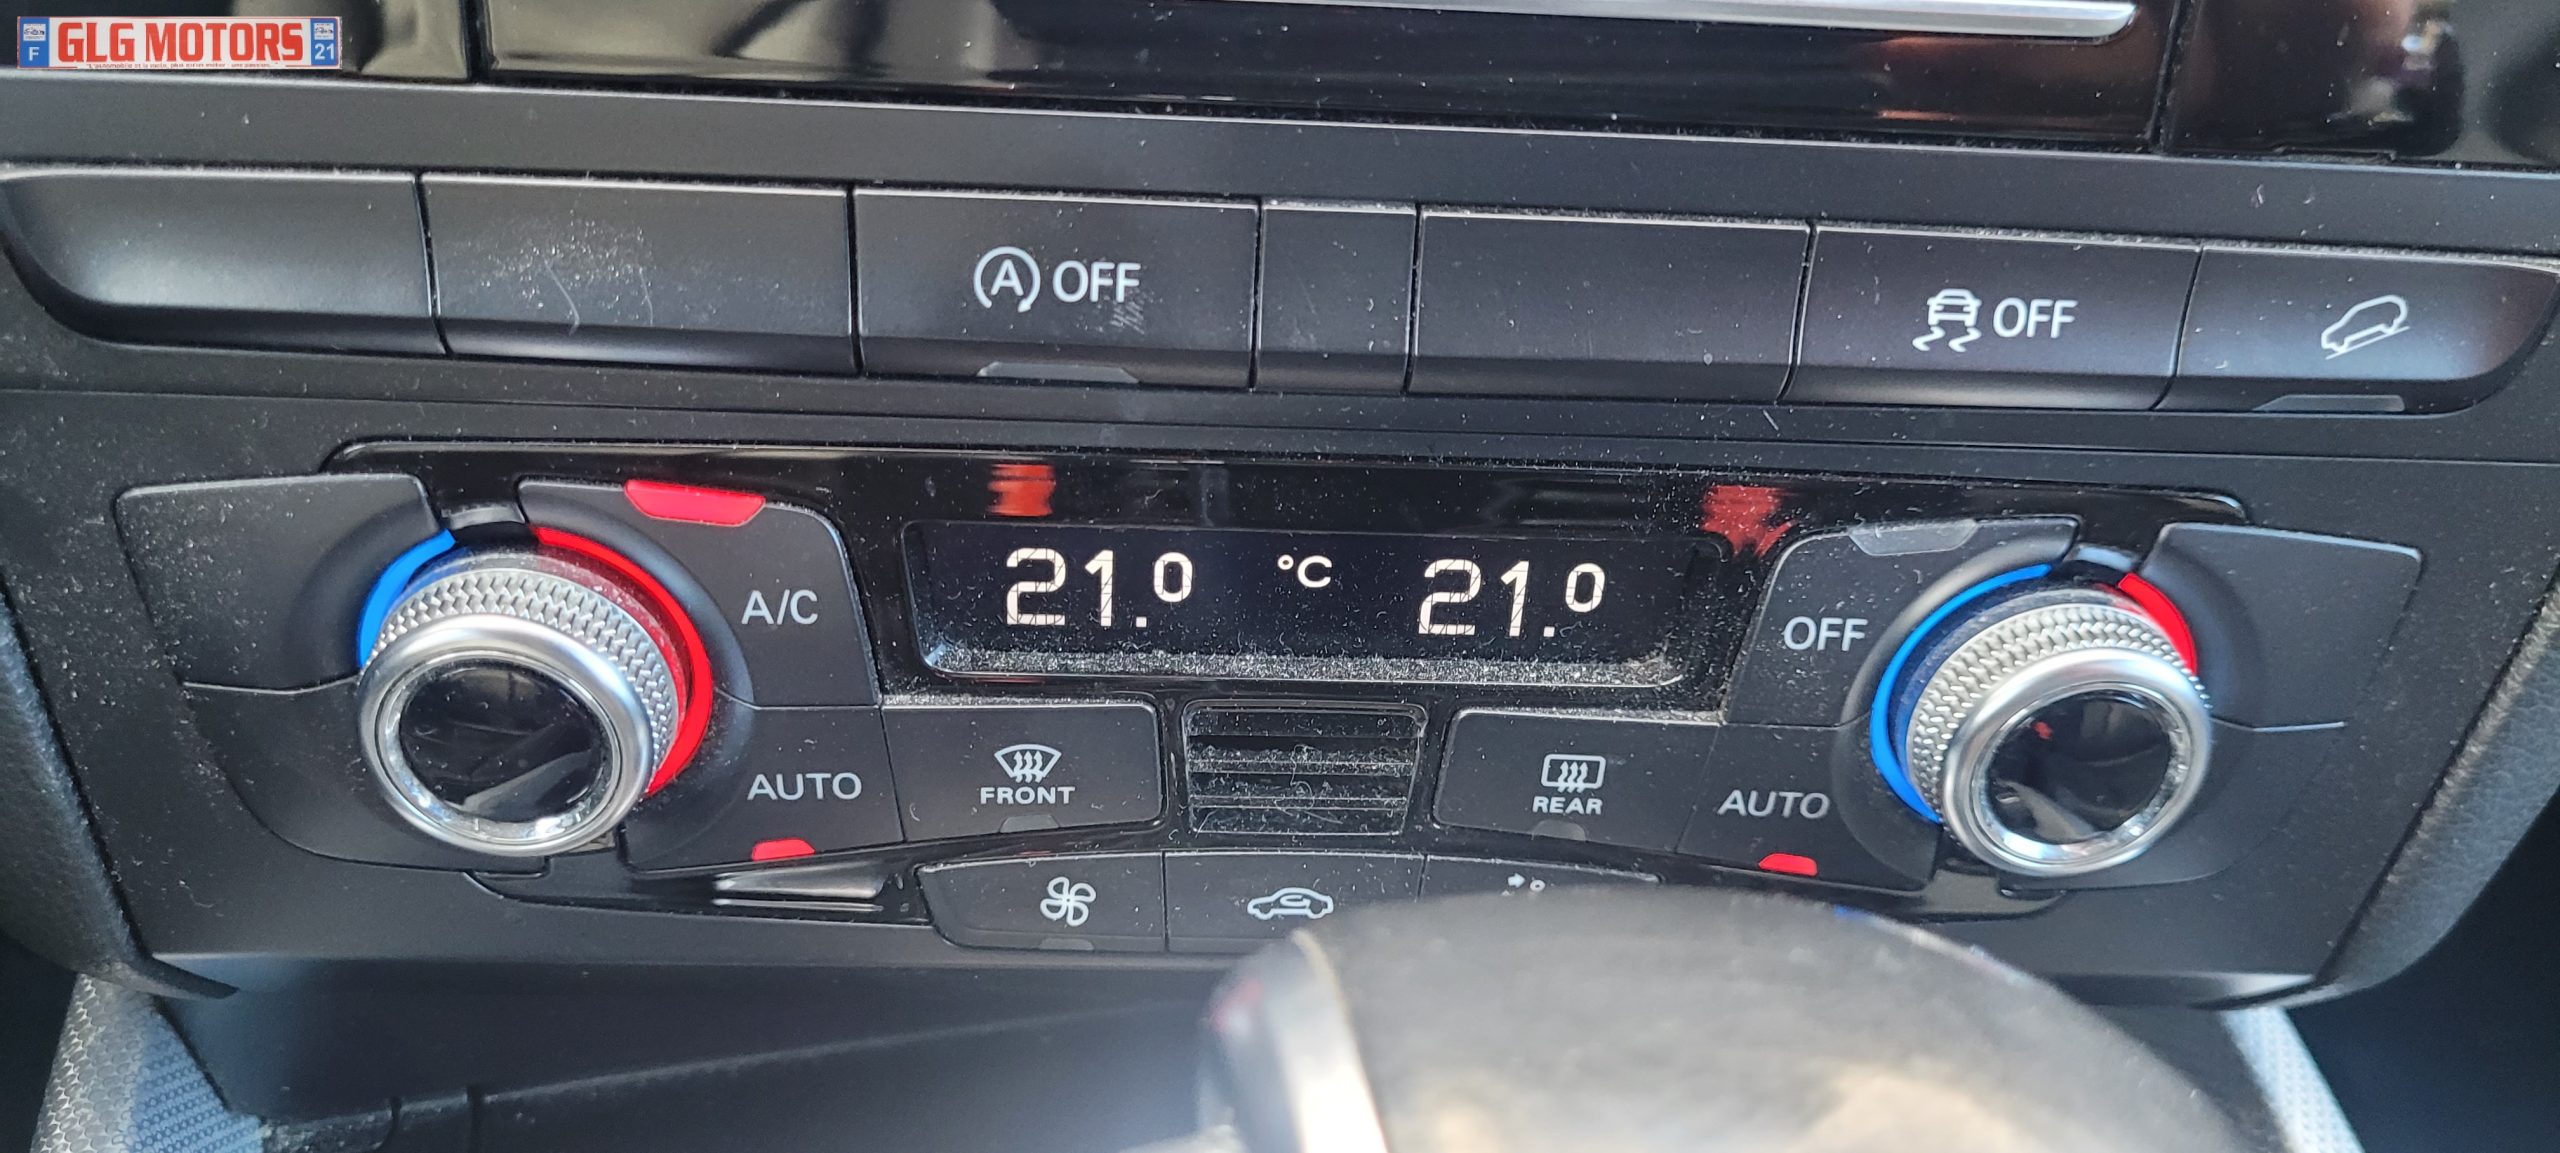 F GLG MOTORS 21
A OFF
OFF
A/C
21.0 °C 21.0
OFF
AUTO
FRONT
REAR
AUTO